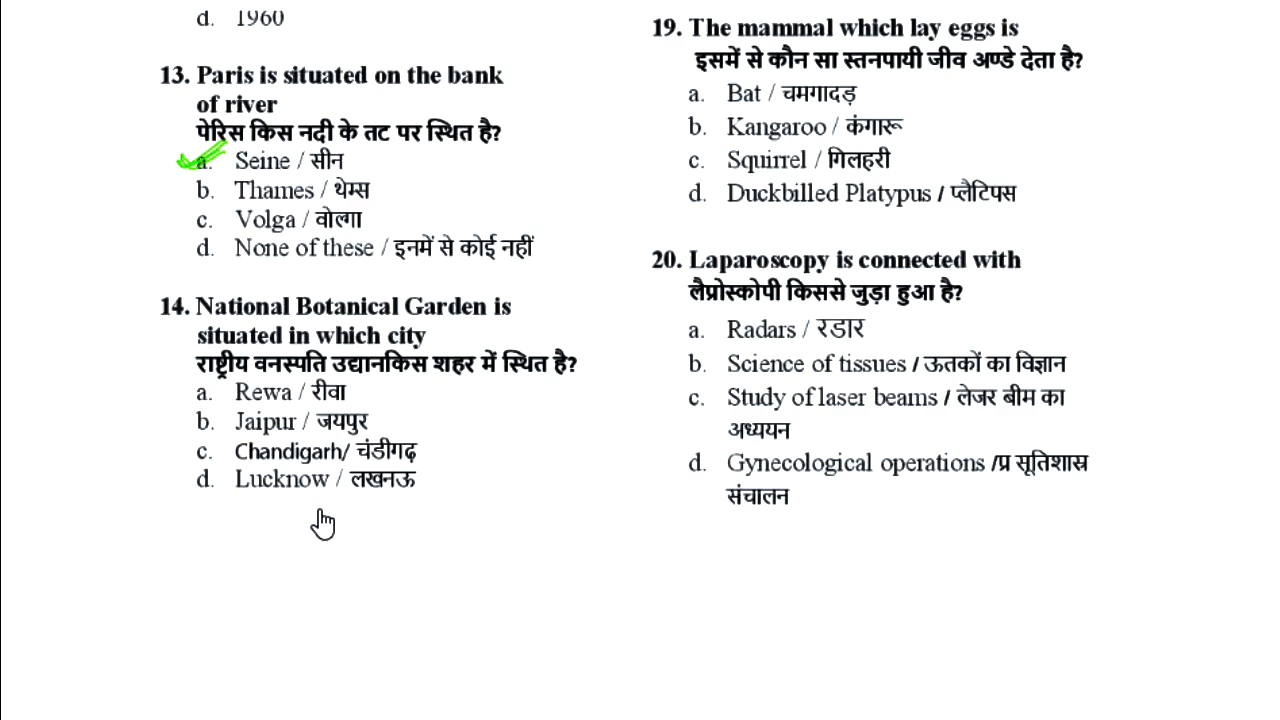 d. 1960
13. Paris is situated on the bank
of river
पेरिस किस नदी के तट पर स्थित है?
a. Seine / सीन
b. Thames / थेम्स
c. Volga / वोल्गा
d. None of these / इनमें से कोई नहीं
14. National Botanical Garden is
situated in which city
राष्ट्रीय वनस्पति उद्यानकिस शहर में स्थित है?
a. Rewa / रीवा
b. Jaipur / जयपुर
c. Chandigarh/ चंडीगढ़
d. Lucknow / लखनऊ
19. The mammal which lay eggs is
इसमें से कौन सा स्तनपायी जीव अण्डे देता है?
a. Bat / चमगादड़
b. Kangaroo / कंगारू
c. Squirrel / गिलहरी
d. Duckbilled Platypus / प्लैटिपस
20. Laparoscopy is connected with
लैप्रोस्कोपी किससे जुड़ा हुआ है?
a. Radars / रडार
b. Science of tissues / ऊतकों का विज्ञान
c. Study of laser beams / लेजर बीम का
अध्ययन
d. Gynecological operations /प्र सूतिशास्र
संचालन